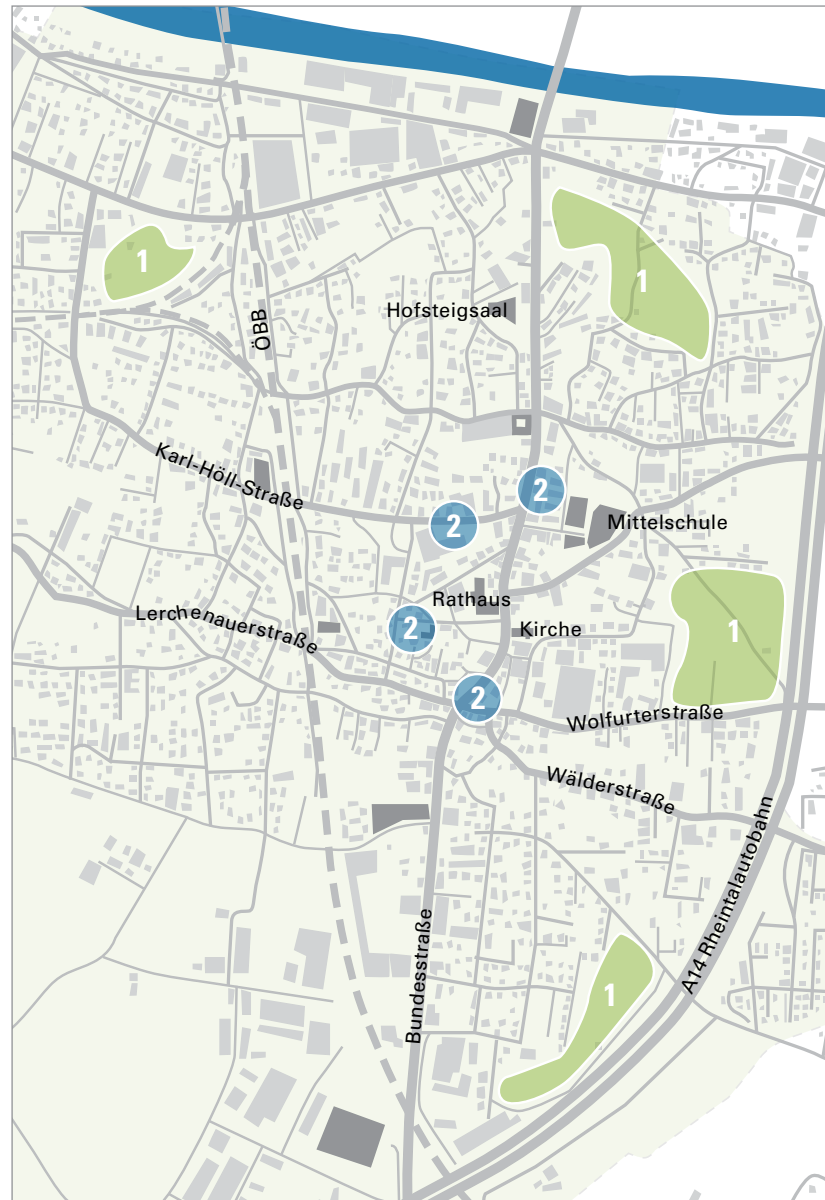 1
1
Hofsteigsaal
ÖBB
Karl-Höll-Straße
2
2
Mittelschule
Rathaus
Lerchenauerstraße
2
Kirche
1
2
Wolfurterstraße
Wälderstraße
A14 Rheintalautobahn
Bundesstraße
1